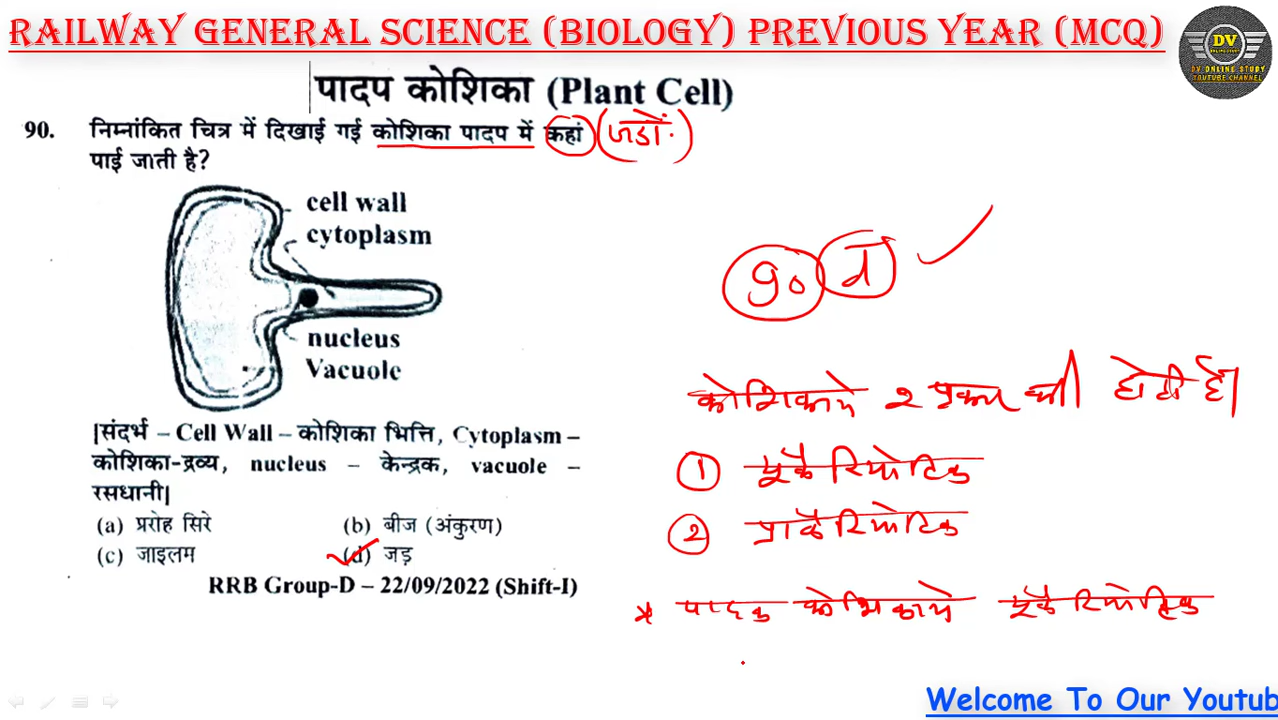 RAILWAY GENERAL SCIENCE (BIOLOGY) PREVIOUS YEAR (MCQ)
DV
DV ONLINE STUDY
YOUTUBE CHANNEL
पादप कोशिका (Plant Cell)
90. निम्नांकित चित्र में दिखाई गई कोशिका पादप में कहां (जडों.)
पाई जाती है?
cell wall
cytoplasm
nucleus
Vacuole
90 द
कोशिकाये 2 प्रकार की होती है।
1 यूकैरियोटिक
2 प्रोकैरियोटिक
* पादक कोशिकाये यूकैरियोटिक
[संदर्भ – Cell Wall – कोशिका भित्ति, Cytoplasm –
कोशिका-द्रव्य, nucleus – केन्द्रक, vacuole –
रसधानी]
(a) प्ररोह सिरे (b) बीज (अंकुरण)
(c) जाइलम (d) जड़
RRB Group-D – 22/09/2022 (Shift-I)
Welcome To Our Youtub